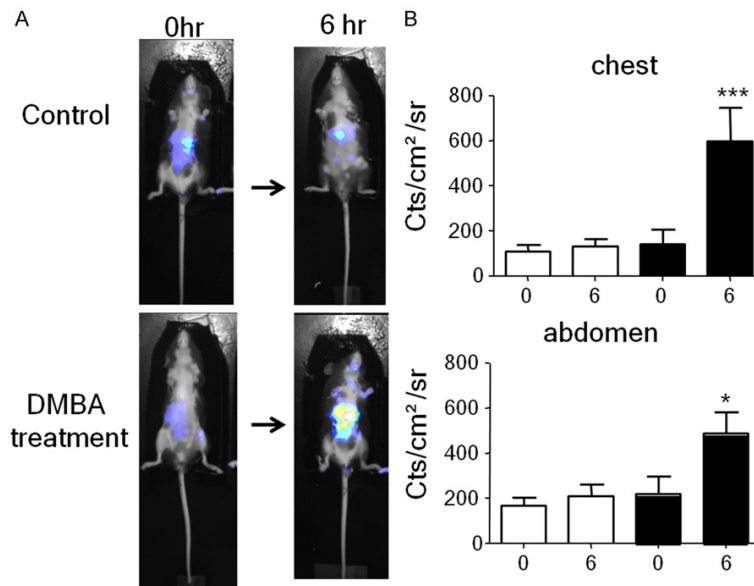 A
0hr
6 hr
Control
DMBA
treatment
B
chest
***
Cts/cm²/sr
800
600
400
200
0
0 6 0 6
abdomen
*
Cts/cm²/sr
800
600
400
200
0
0 6 0 6